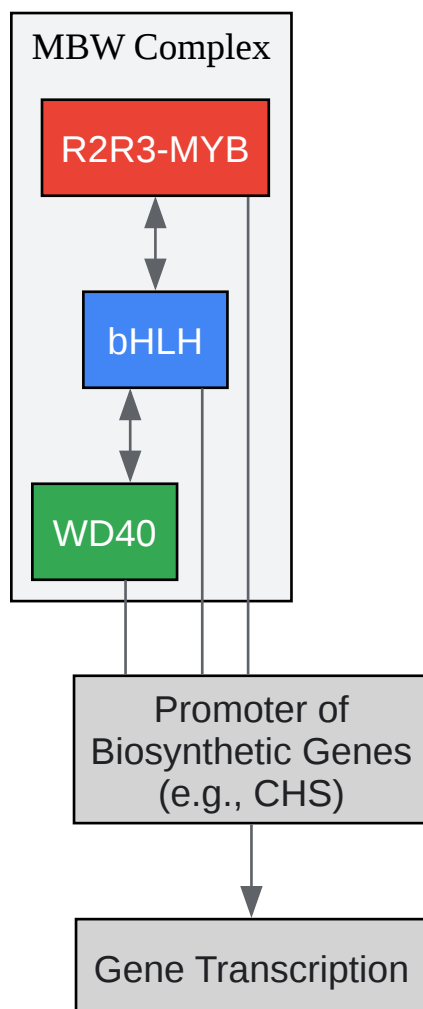 MBW Complex
R2R3-MYB
bHLH
WD40
Promoter of
Biosynthetic Genes
(e.g., CHS)
Gene Transcription